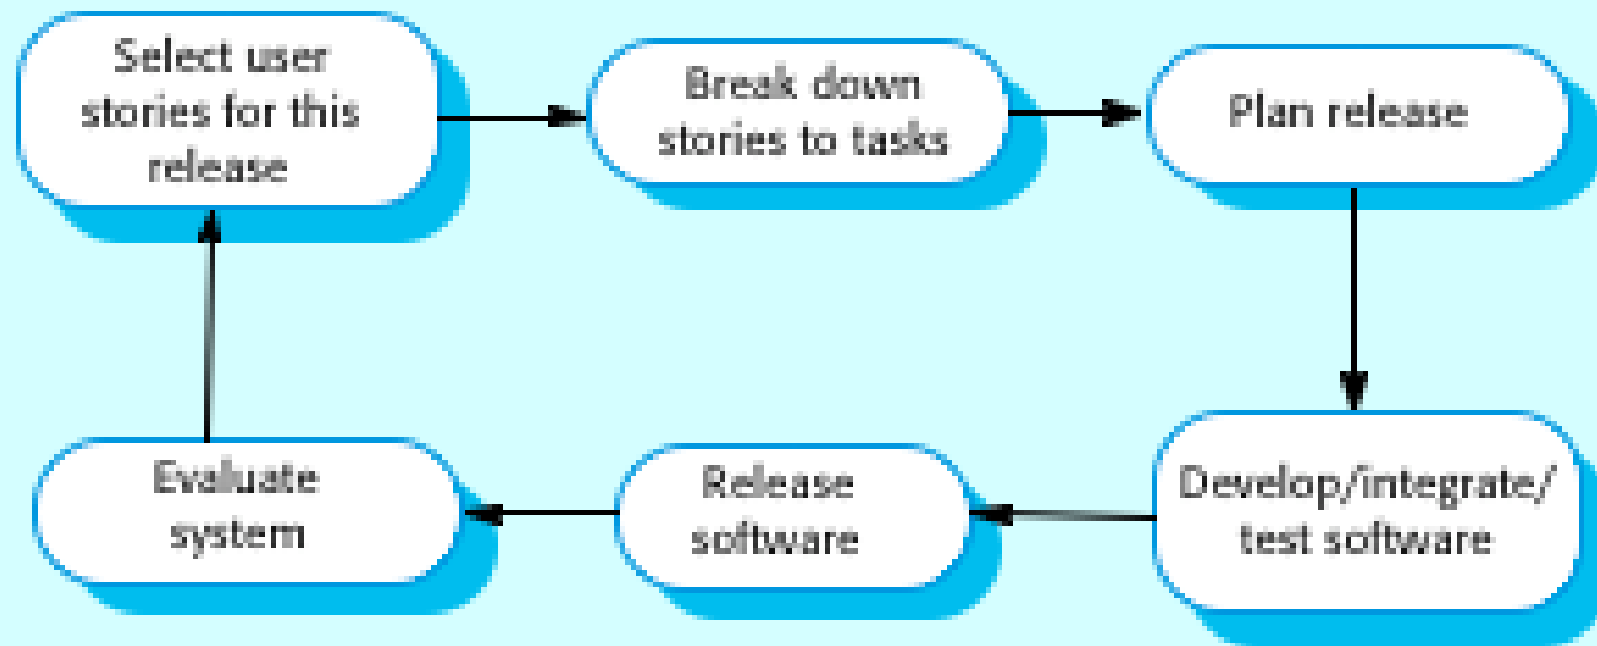 Select user
stories for this
release
Break down
stories to tasks
Plan release
Evaluate
system
Release
software
Develop/integrate/
test software